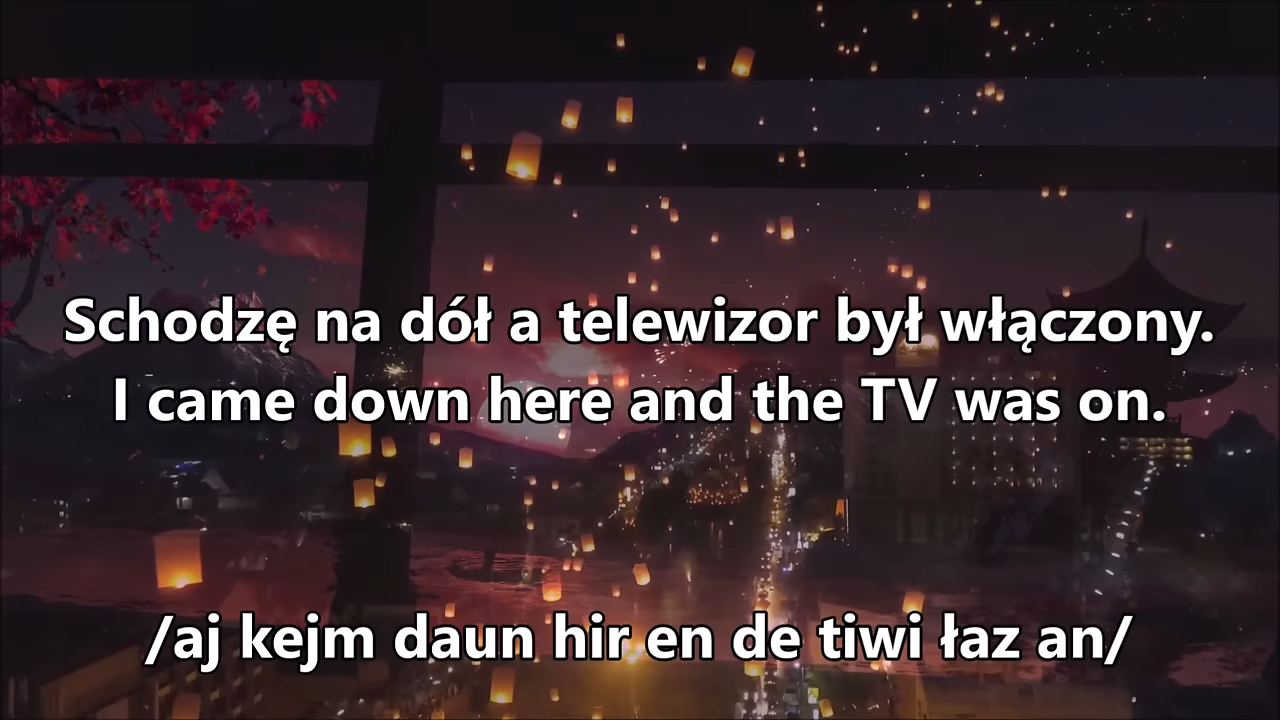 Schodzę na dół a telewizor był włączony.
I came down here and the TV was on.
/aj kejm daun hir en de tiwi łaz an/